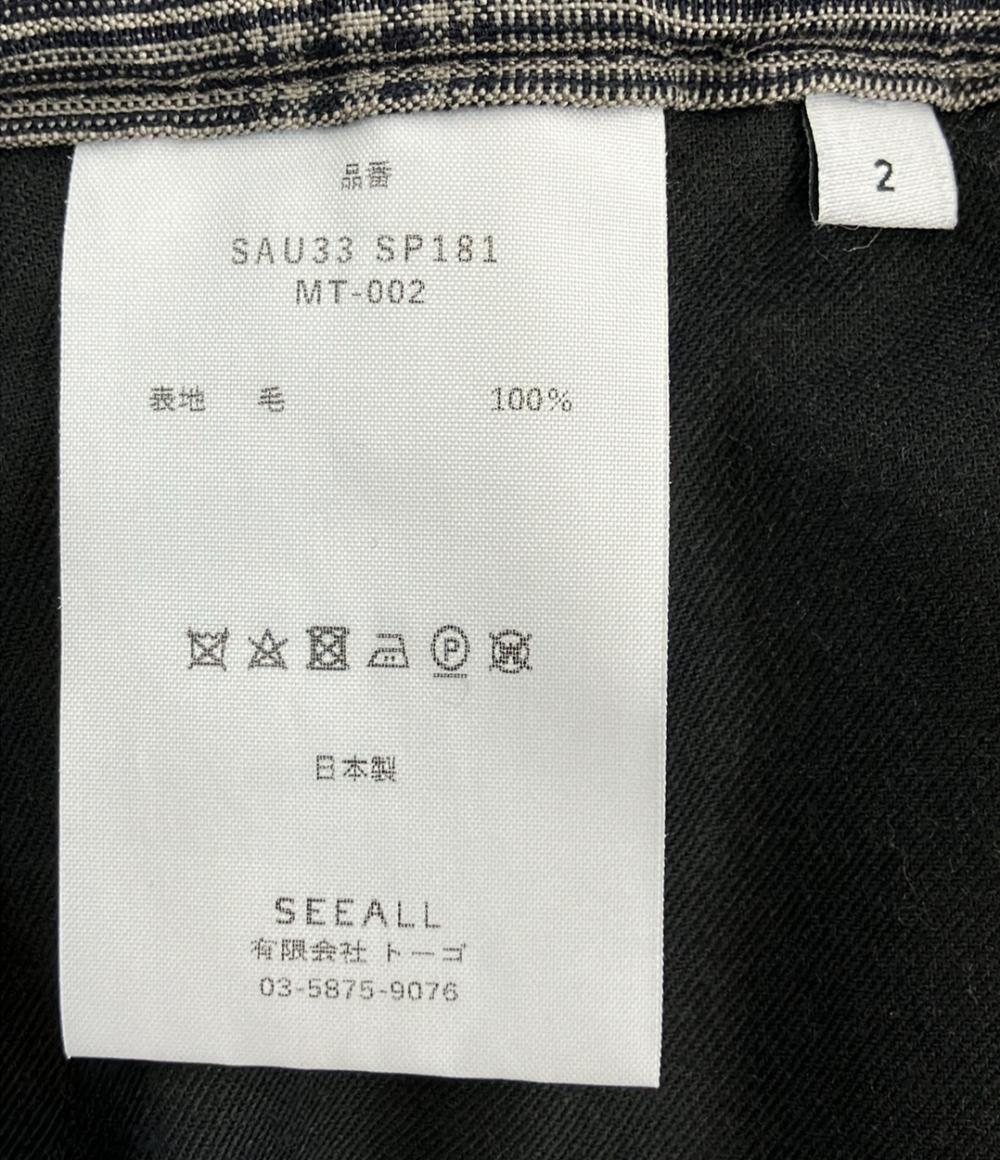 品番
SAU33 SP181
MT-002
表地 毛 100%
日本製
SEEALL
有限会社 トーゴ
03-5875-9076
2